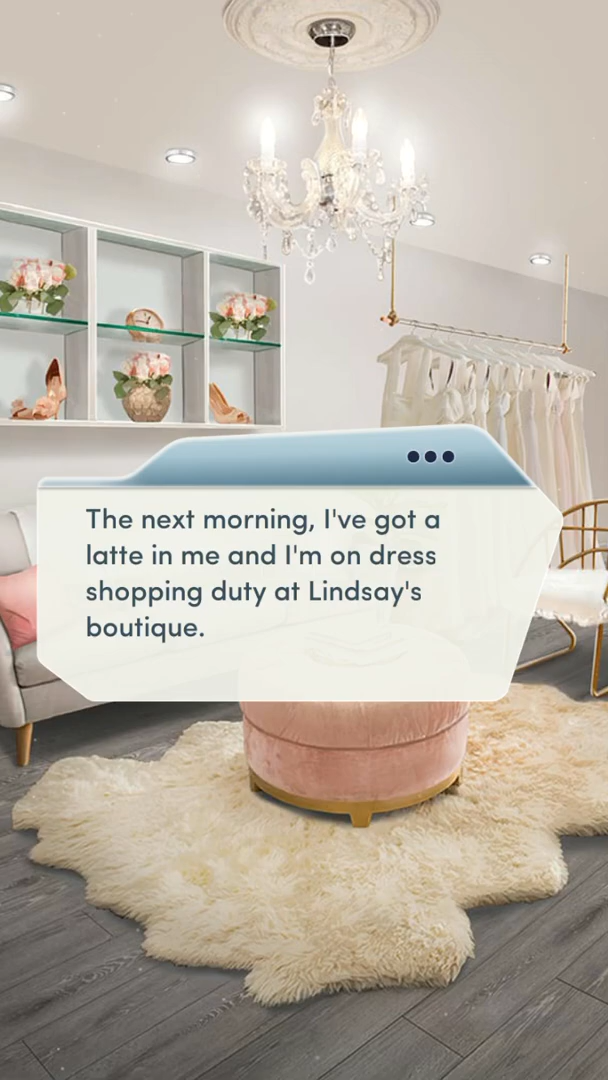 The next morning, I've got a
latte in me and I'm on dress
shopping duty at Lindsay's
boutique.